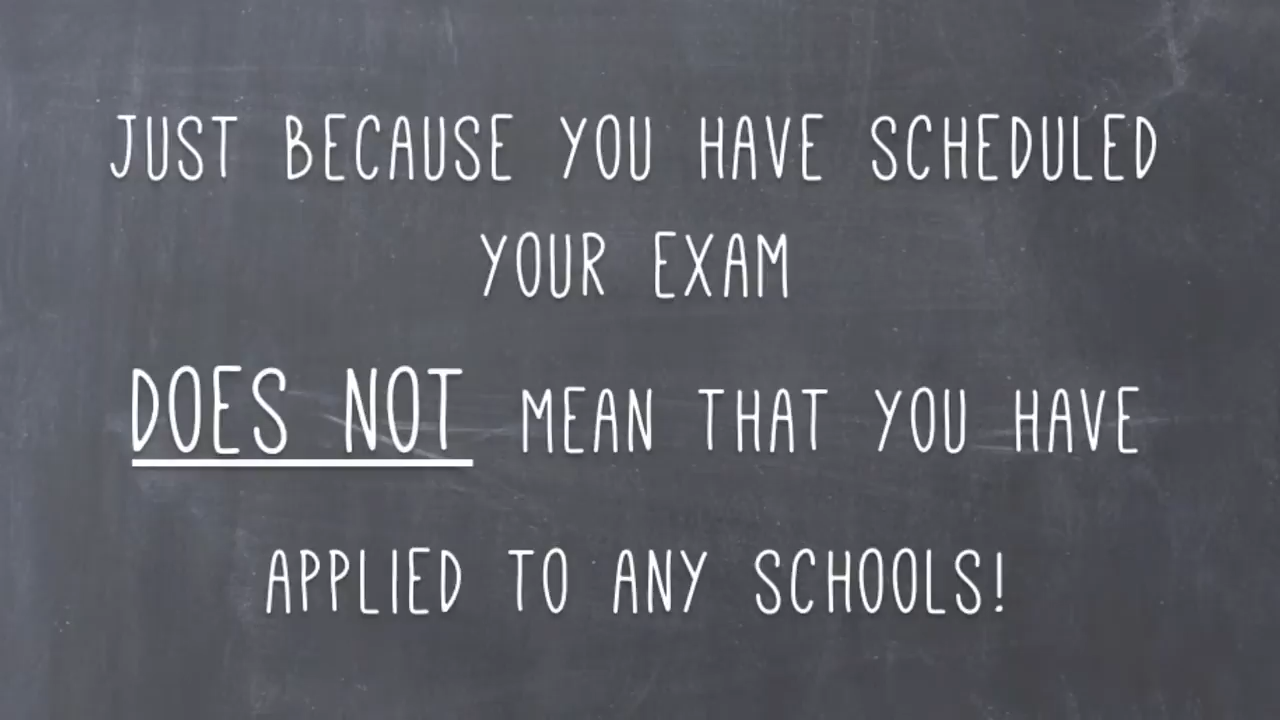 JUST BECAUSE YOU HAVE SCHEDULED
YOUR EXAM
DOES NOT MEAN THAT YOU HAVE
APPLIED TO ANY SCHOOLS!